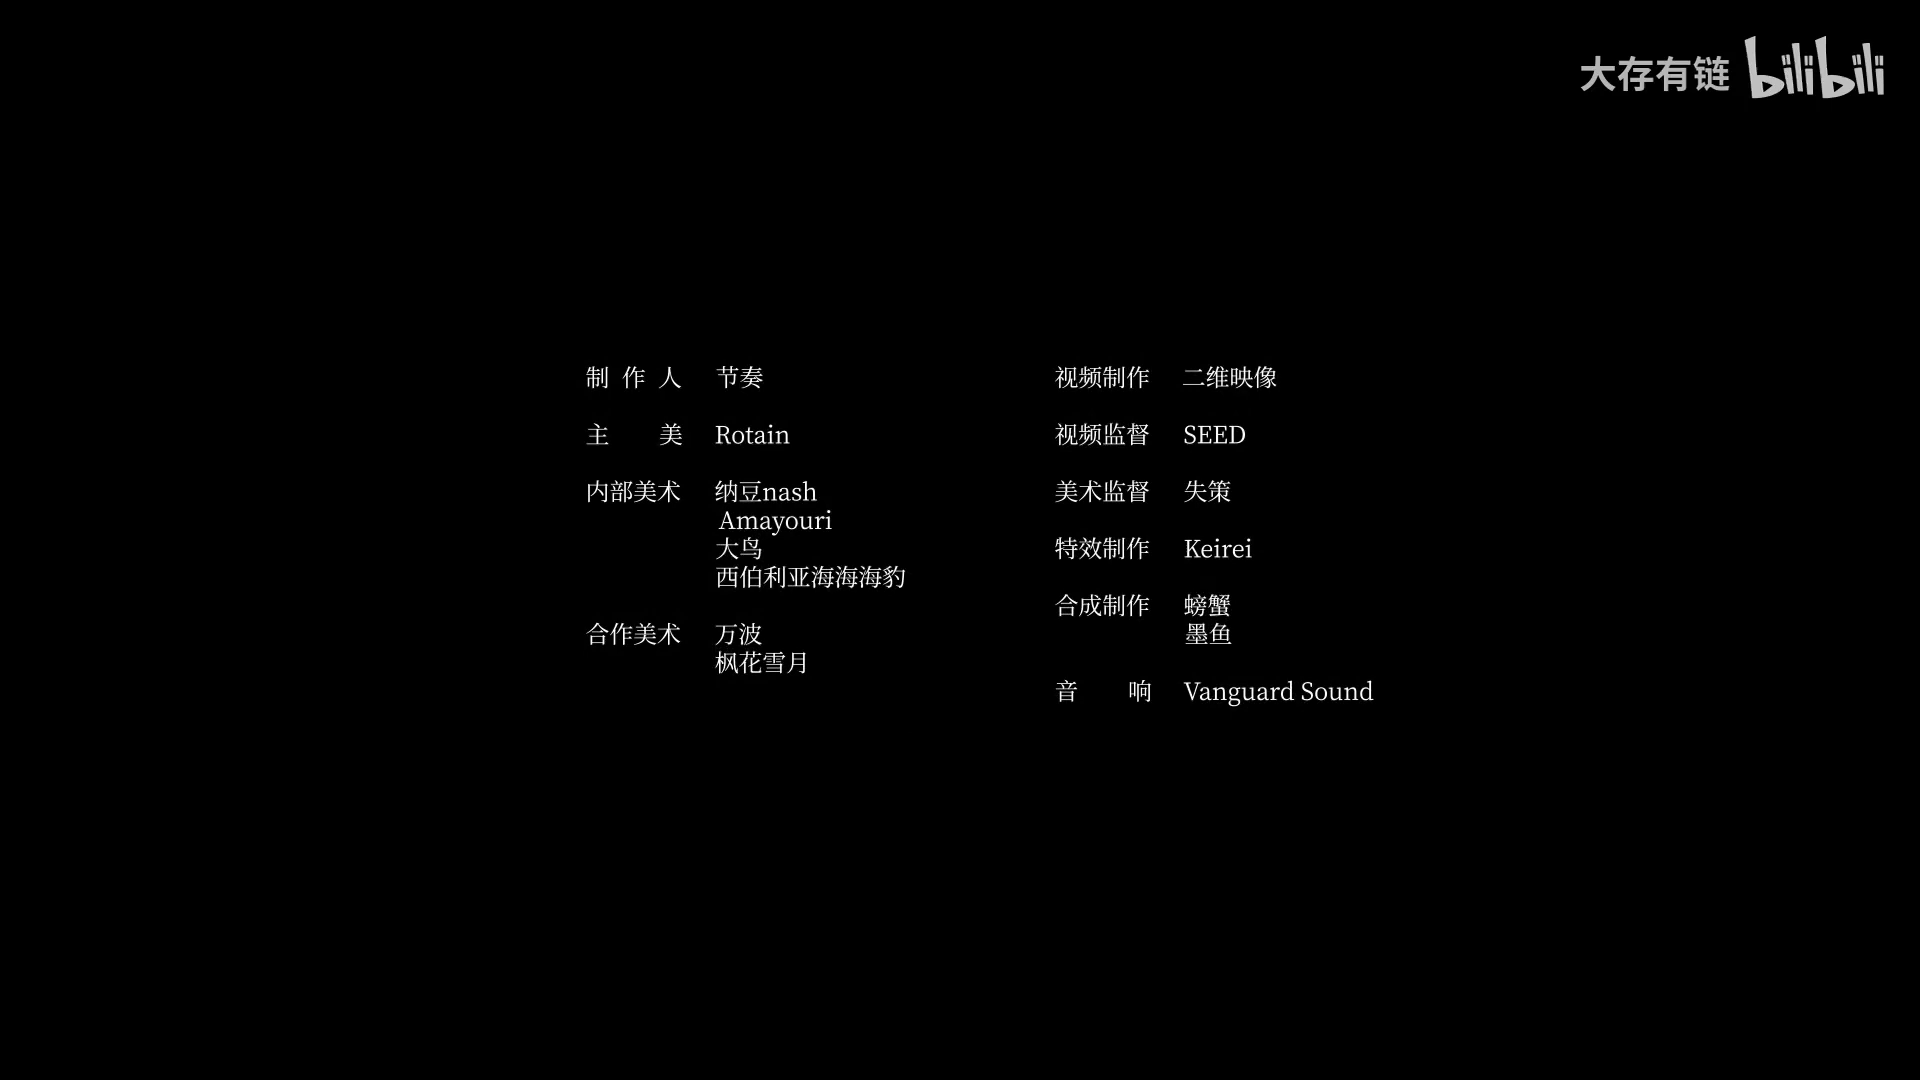 大存有链 bilibili
制作人 节奏
主美 Rotain
内部美术 纳豆nash
Amayouri
大鸟
西伯利亚海海海豹
合作美术 万波
枫花雪月
视频制作 二维映像
视频监督 SEED
美术监督 失策
特效制作 Keirei
合成制作 螃蟹
墨鱼
音响 Vanguard Sound